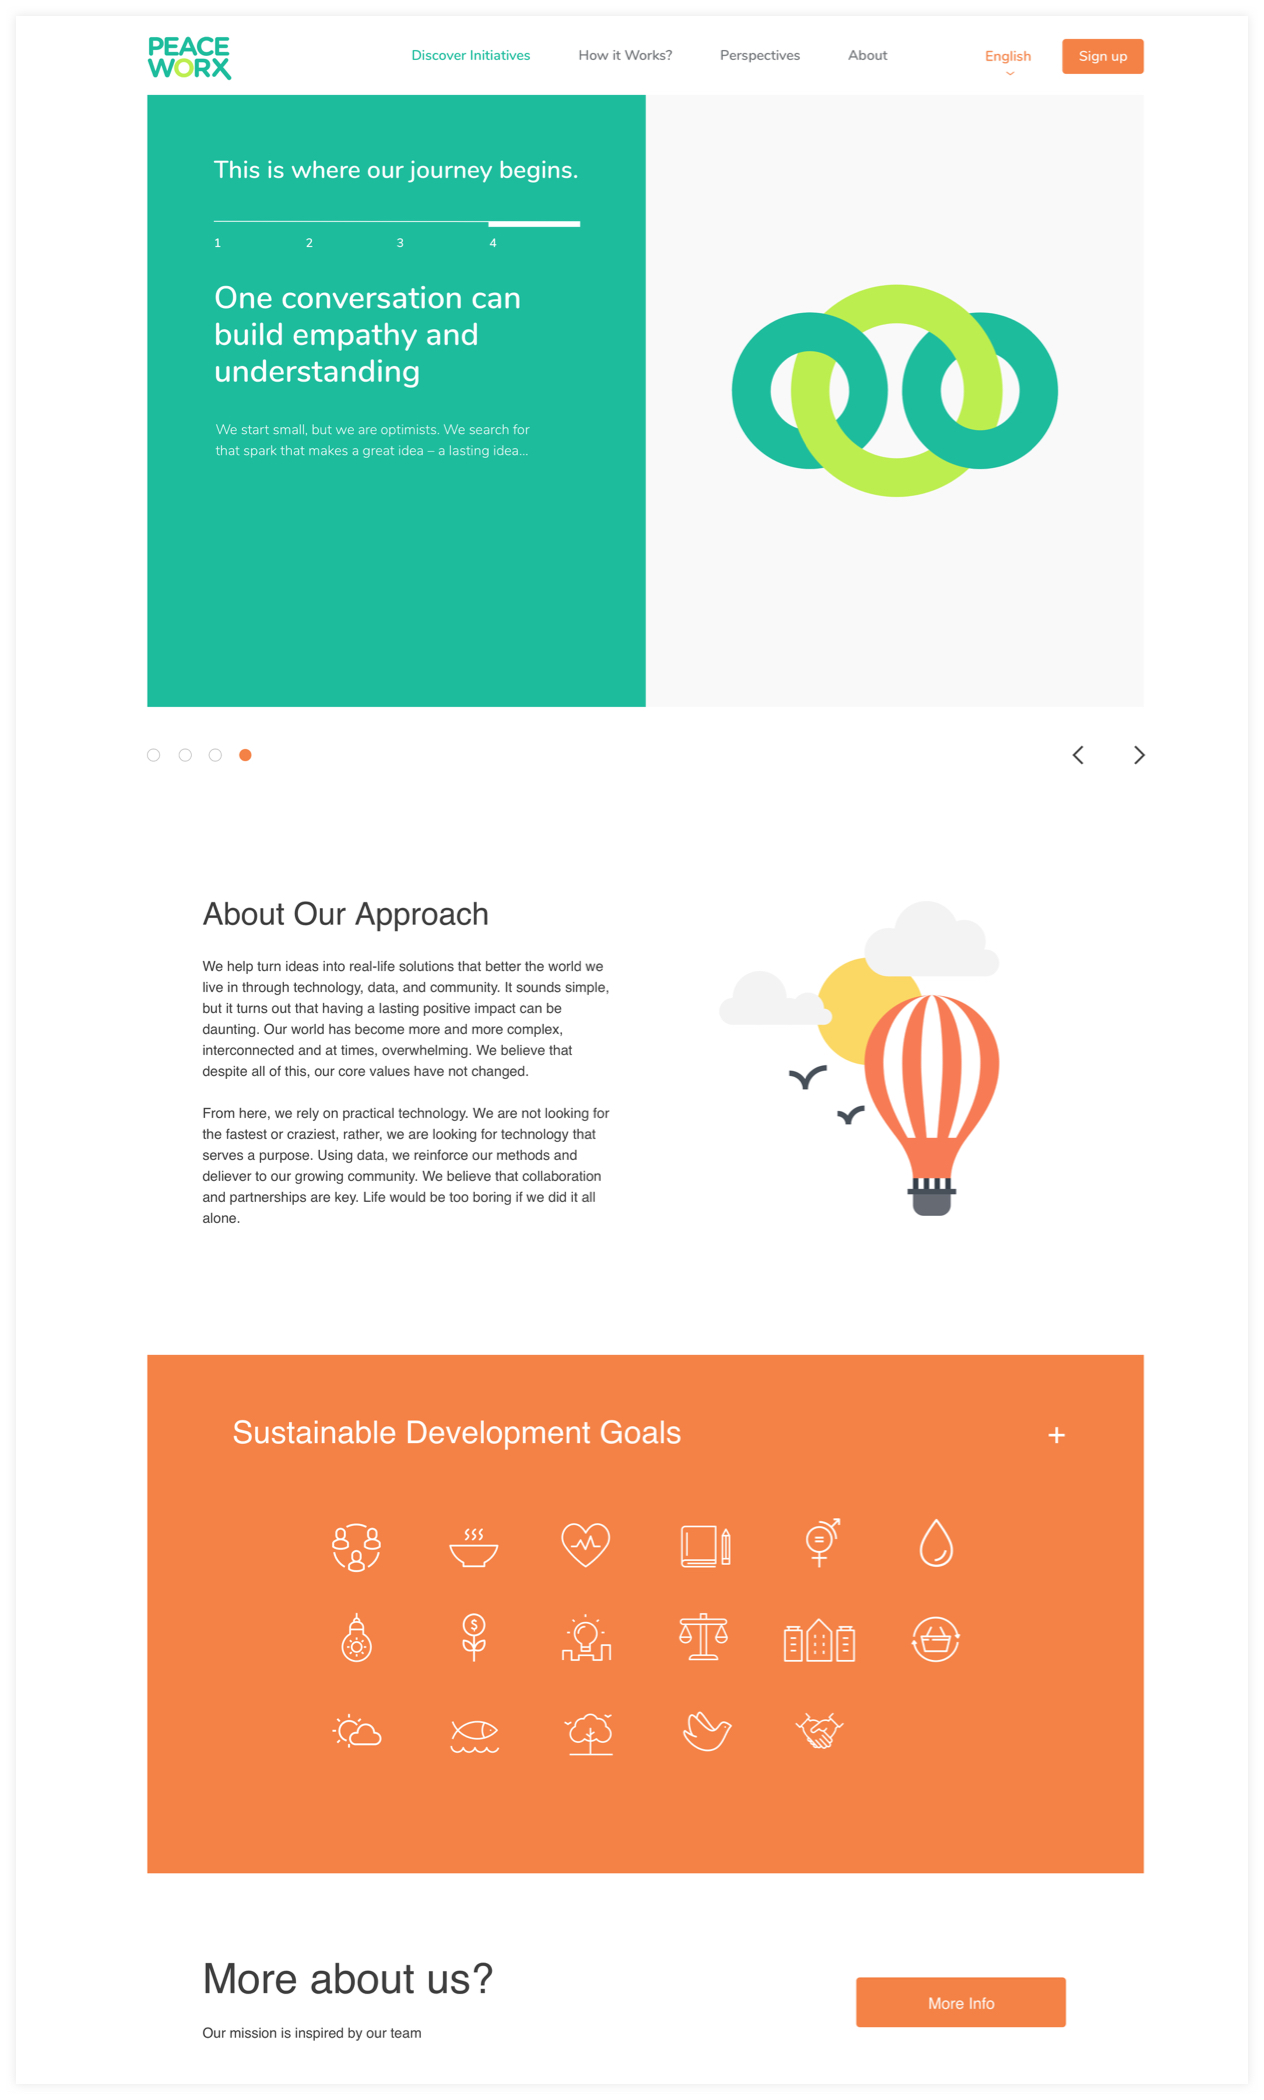 PEACE
WORX
Discover Initiatives
How it Works?
Perspectives
About
English
Sign up
This is where our journey begins.
1 2 3 4
One conversation can
build empathy and
understanding
We start small, but we are optimists. We search for
that spark that makes a great idea – a lasting idea...
About Our Approach
We help turn ideas into real-life solutions that better the world we
live in through technology, data, and community. It sounds simple,
but it turns out that having a lasting positive impact can be
daunting. Our world has become more and more complex,
interconnected and at times, overwhelming. We believe that
despite all of this, our core values have not changed.
From here, we rely on practical technology. We are not looking for
the fastest or craziest, rather, we are looking for technology that
serves a purpose. Using data, we reinforce our methods and
deliever to our growing community. We believe that collaboration
and partnerships are key. Life would be too boring if we did it all
alone.
Sustainable Development Goals
+
$
More about us?
More Info
Our mission is inspired by our team